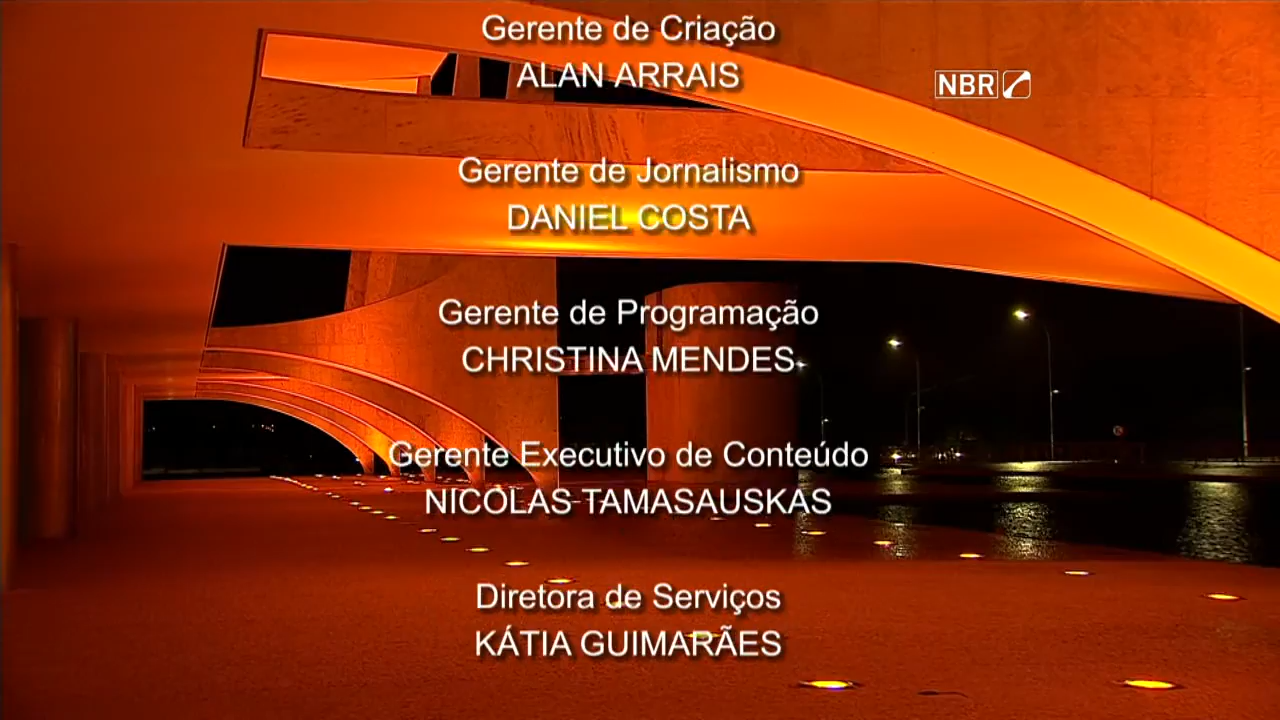 Gerente de Criação
ALAN ARRAIS
NBR
Gerente de Jornalismo
DANIEL COSTA
Gerente de Programação
CHRISTINA MENDES
Gerente Executivo de Conteúdo
NICOLAS TAMASAUSKAS
Diretora de Serviços
KÁTIA GUIMARÃES